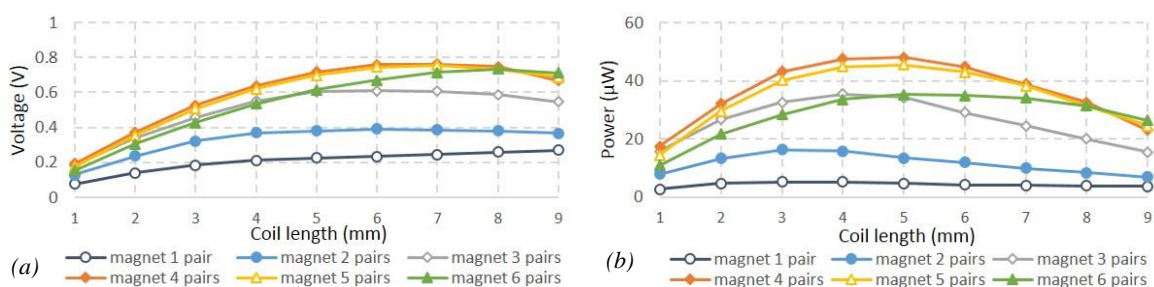 1
0.8
0.6
0.4
0.2
0
Voltage (V)
1 2 3 4 5 6 7 8 9
Coil length (mm)
magnet 1 pair magnet 2 pairs magnet 3 pairs
magnet 4 pairs magnet 5 pairs magnet 6 pairs
(a)
60
40
20
0
Power (µW)
1 2 3 4 5 6 7 8 9
Coil length (mm)
magnet 1 pair magnet 2 pairs magnet 3 pairs
magnet 4 pairs magnet 5 pairs magnet 6 pairs
(b)